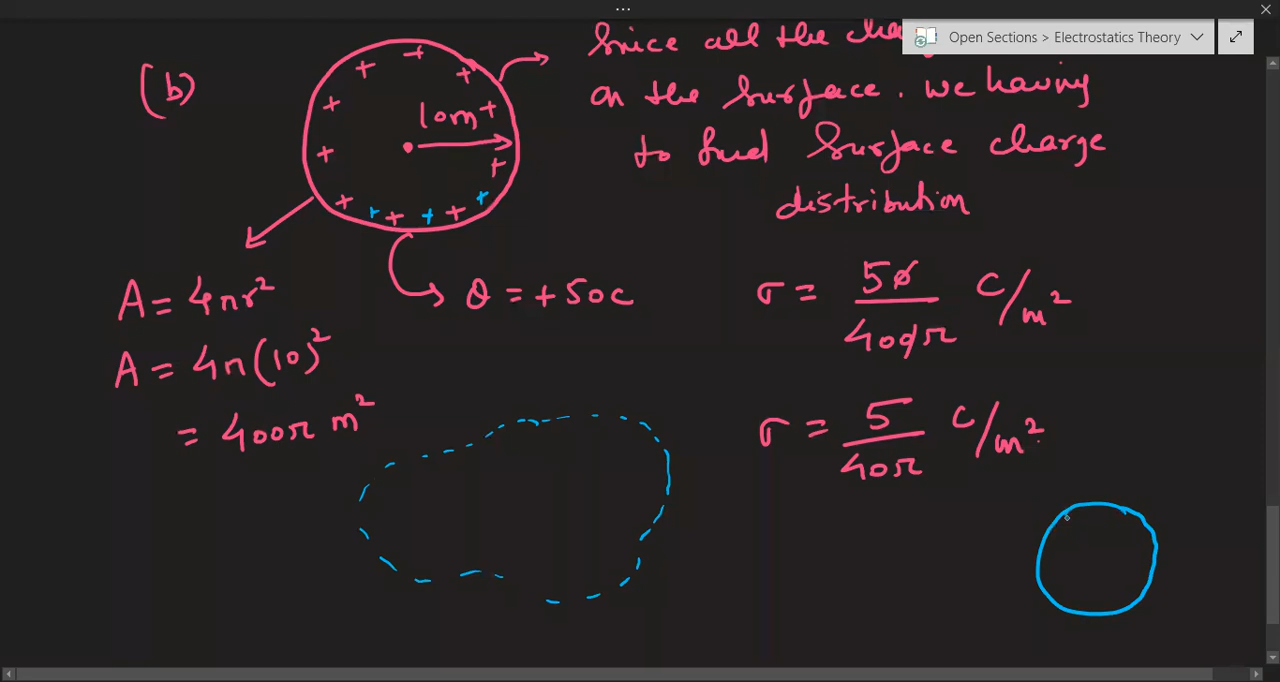 Open Sections > Electrostatics Theory
Since all the
on the surface. we having
to find surface charge
distribution
(b)
10m
A = 4πr²
A = 4π(10)²
= 400π m²
Q = +50C
σ = 50/400π C/m²
σ = 5/40π C/m²